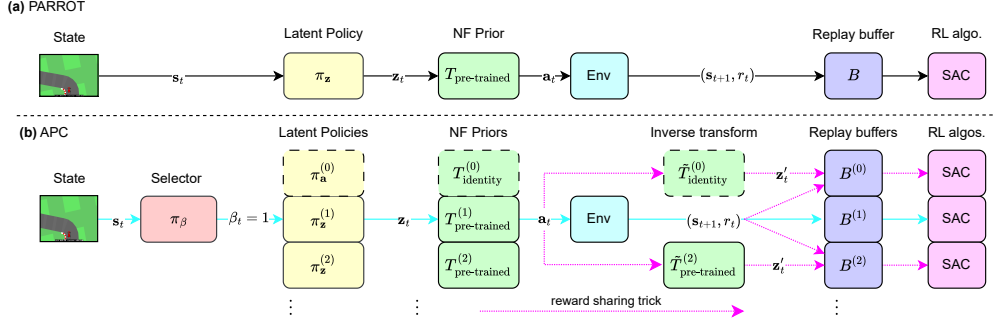 (a) PARROT
State
Latent Policy
NF Prior
Replay buffer
RL algo.
s_t
π_z
z_t
T_pre-trained
a_t
Env
(s_{t+1}, r_t)
B
SAC
(b) APC
State
Selector
Latent Policies
NF Priors
Inverse transform
Replay buffers
RL algos.
π_a^(0)
T_identity^(0)
T̃_identity^(0)
z'_t
B^(0)
SAC
s_t
π_β
β_t = 1
π_z^(1)
z_t
T_pre-trained^(1)
a_t
Env
(s_{t+1}, r_t)
B^(1)
SAC
π_z^(2)
T_pre-trained^(2)
T̃_pre-trained^(2)
z'_t
B^(2)
SAC
⋮
⋮
reward sharing trick
⋮